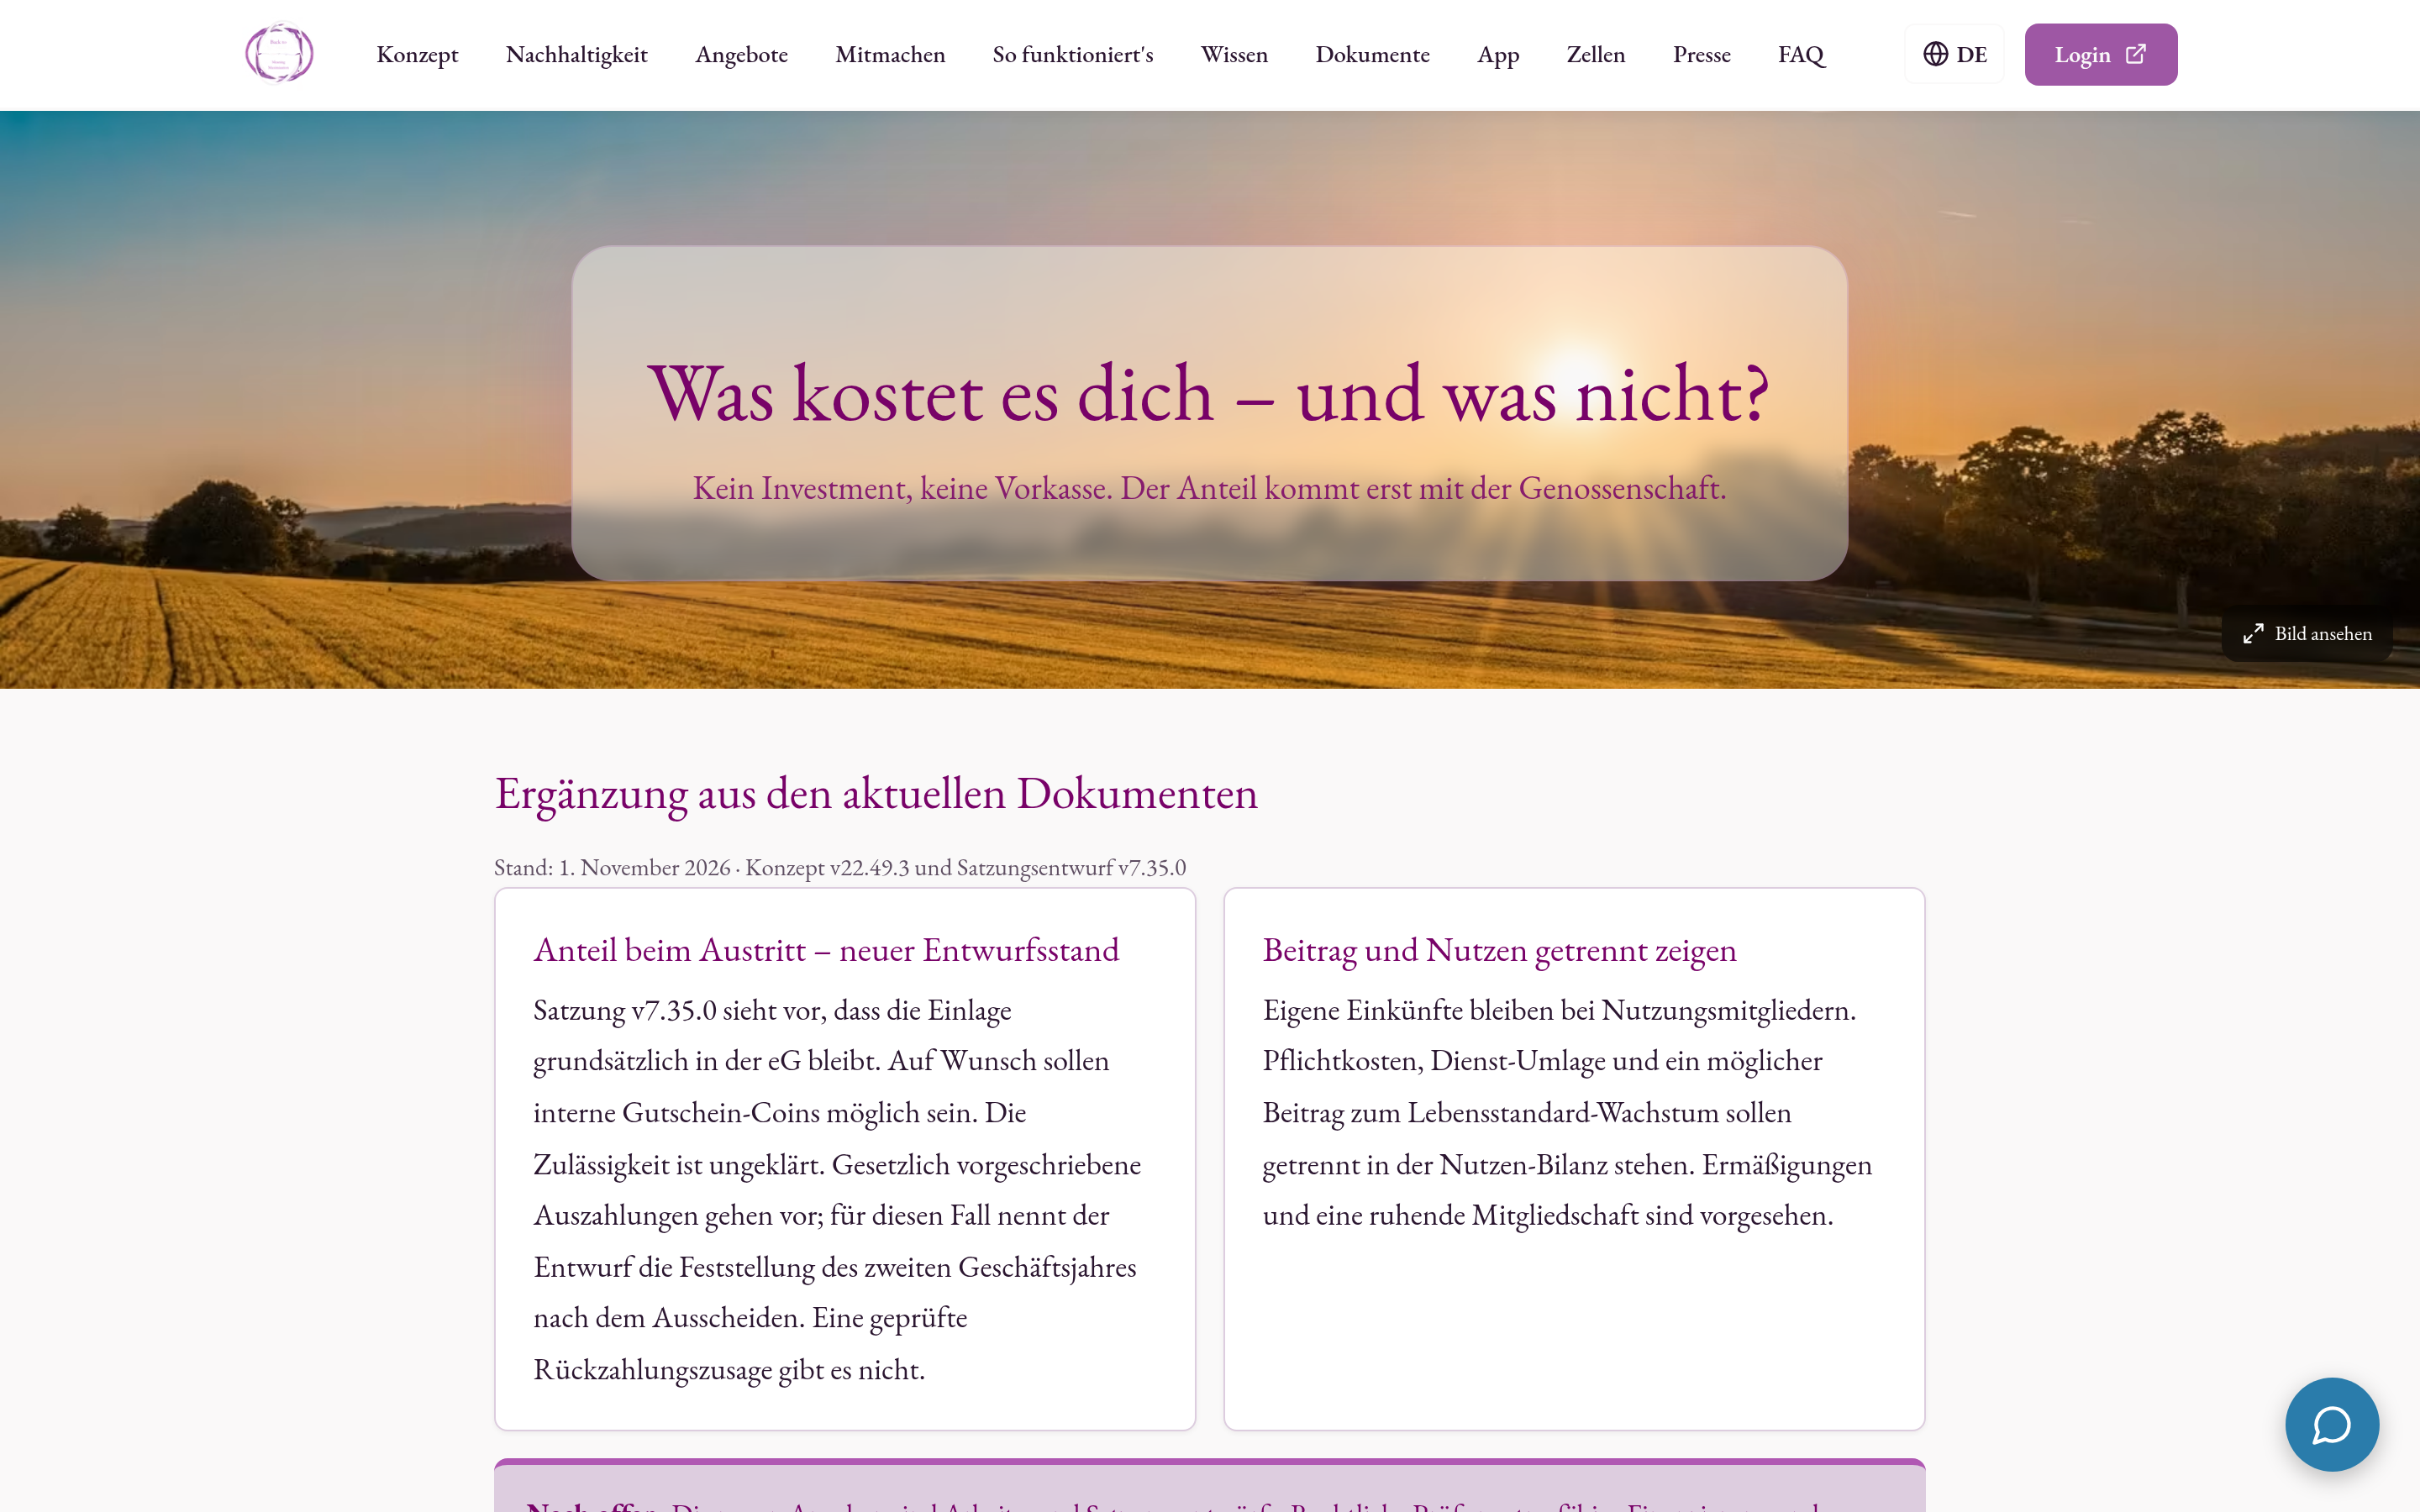 Konzept Nachhaltigkeit Angebote Mitmachen So funktioniert's Wissen Dokumente App Zellen Presse FAQ DE Login
Was kostet es dich – und was nicht?
Kein Investment, keine Vorkasse. Der Anteil kommt erst mit der Genossenschaft.
Bild ansehen
Ergänzung aus den aktuellen Dokumenten
Stand: 1. November 2026 · Konzept v22.49.3 und Satzungsentwurf v7.35.0
Anteil beim Austritt – neuer Entwurfsstand
Satzung v7.35.0 sieht vor, dass die Einlage
grundsätzlich in der eG bleibt. Auf Wunsch sollen
interne Gutschein-Coins möglich sein. Die
Zulässigkeit ist ungeklärt. Gesetzlich vorgeschriebene
Auszahlungen gehen vor; für diesen Fall nennt der
Entwurf die Feststellung des zweiten Geschäftsjahres
nach dem Ausscheiden. Eine geprüfte
Rückzahlungszusage gibt es nicht.
Beitrag und Nutzen getrennt zeigen
Eigene Einkünfte bleiben bei Nutzungsmitgliedern.
Pflichtkosten, Dienst-Umlage und ein möglicher
Beitrag zum Lebensstandard-Wachstum sollen
getrennt in der Nutzen-Bilanz stehen. Ermäßigungen
und eine ruhende Mitgliedschaft sind vorgesehen.